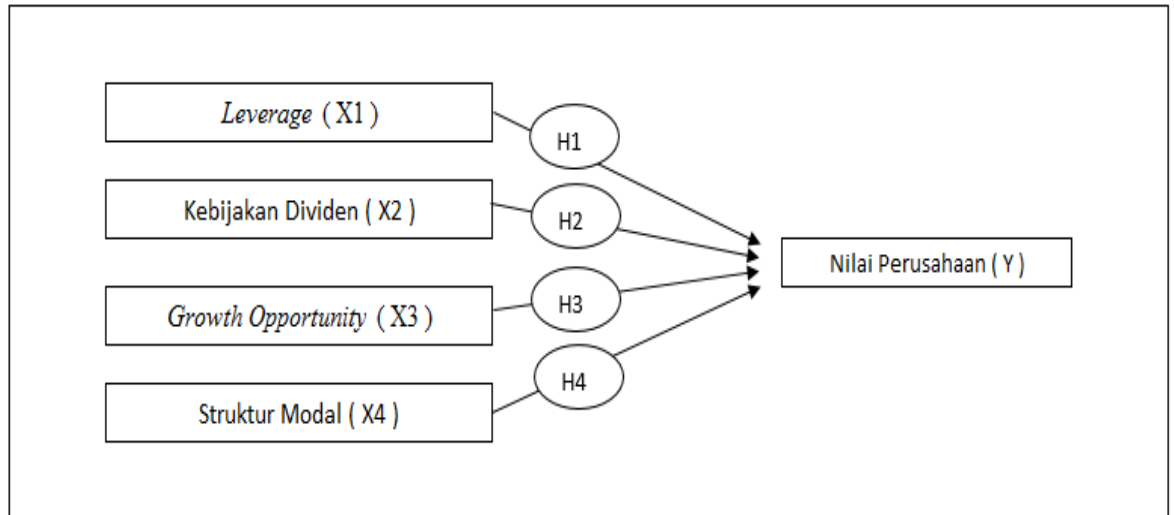 Leverage ( X1 )
H1
Kebijakan Dividen ( X2 )
H2
Nilai Perusahaan ( Y )
Growth Opportunity ( X3 )
H3
Struktur Modal ( X4 )
H4